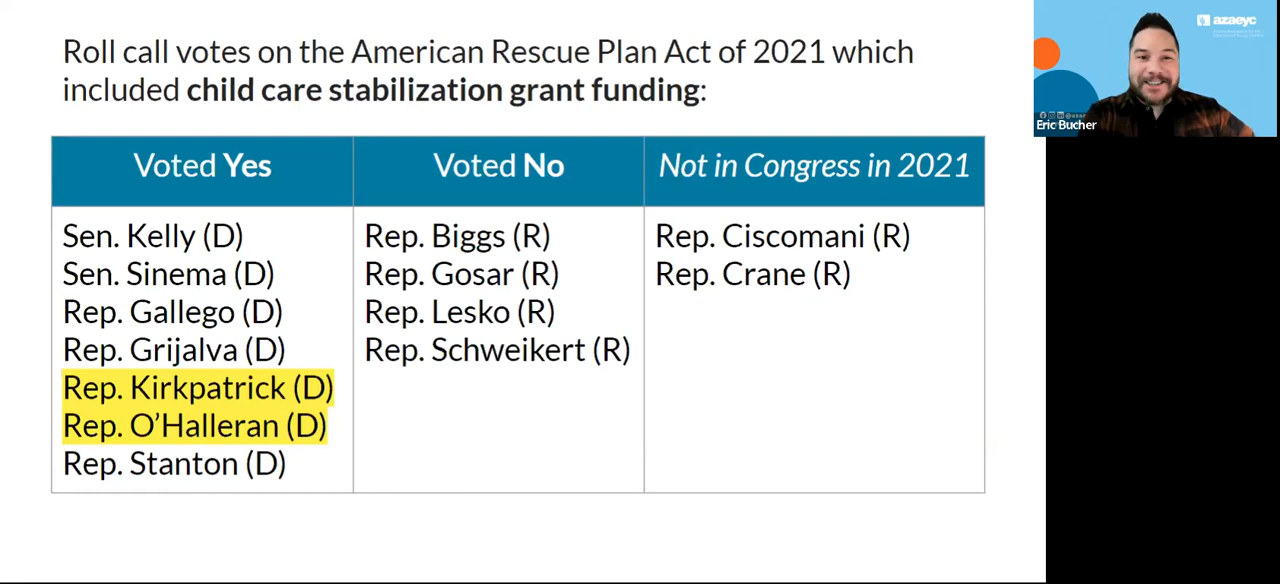 Roll call votes on the American Rescue Plan Act of 2021 which
included child care stabilization grant funding:
Voted Yes
Voted No
Not in Congress in 2021
Sen. Kelly (D)
Sen. Sinema (D)
Rep. Gallego (D)
Rep. Grijalva (D)
Rep. Kirkpatrick (D)
Rep. O’Halleran (D)
Rep. Stanton (D)
Rep. Biggs (R)
Rep. Gosar (R)
Rep. Lesko (R)
Rep. Schweikert (R)
Rep. Ciscomani (R)
Rep. Crane (R)
azaeyc
Eric Bucher